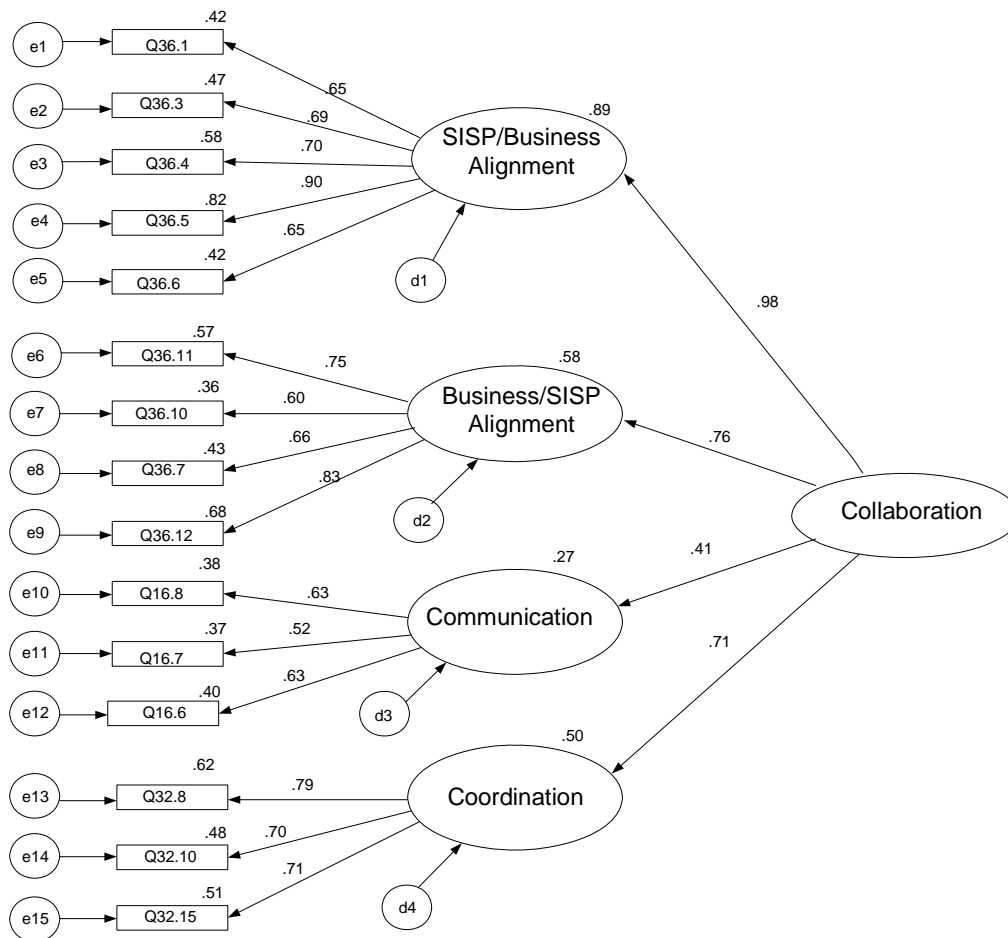 .42
e1
Q36.1
.65
.47
e2
Q36.3
.69
.89
SISP/Business
Alignment
.58
e3
Q36.4
.70
.82
e4
Q36.5
.90
.42
e5
Q36.6
.65
d1
.98
.57
e6
Q36.11
.75
.58
Business/SISP
Alignment
.36
e7
Q36.10
.60
.43
e8
Q36.7
.66
.68
e9
Q36.12
.83
d2
.76
Collaboration
.38
e10
Q16.8
.63
.27
Communication
.41
.37
e11
Q16.7
.52
.40
e12
Q16.6
.63
d3
.71
.62
e13
Q32.8
.79
.50
Coordination
.48
e14
Q32.10
.70
.51
e15
Q32.15
.71
d4